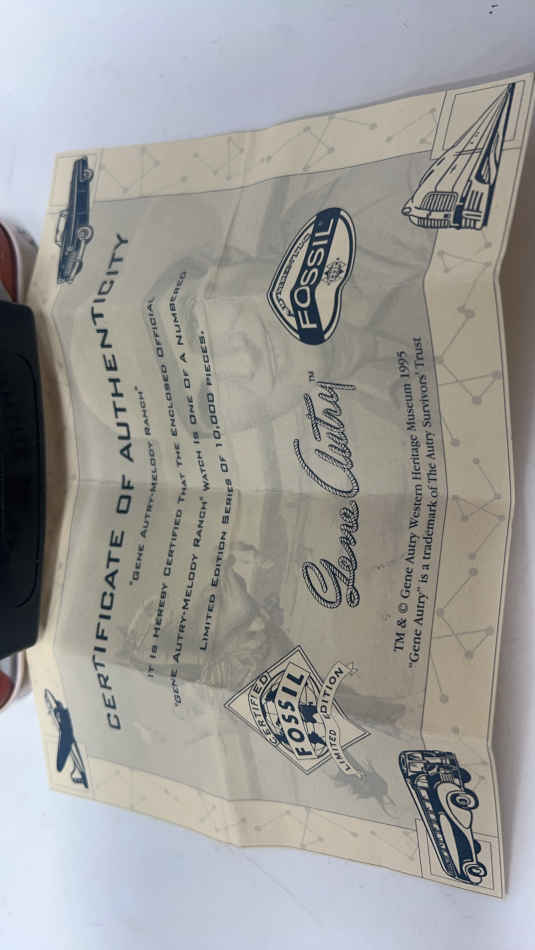 CERTIFICATE OF AUTHENTICITY
"GENE AUTRY-MELODY RANCH"
IT IS HEREBY CERTIFIED THAT THE ENCLOSED OFFICIAL
"GENE AUTRY-MELODY RANCH" WATCH IS ONE OF A NUMBERED
LIMITED EDITION SERIES OF 10,000 PIECES.
CERTIFIED
FOSSIL
LIMITED EDITION
Gene Autry™
AUTHENTIC
FOSSIL
TM & © Gene Autry Western Heritage Museum 1995
"Gene Autry" is a trademark of The Autry Survivors' Trust